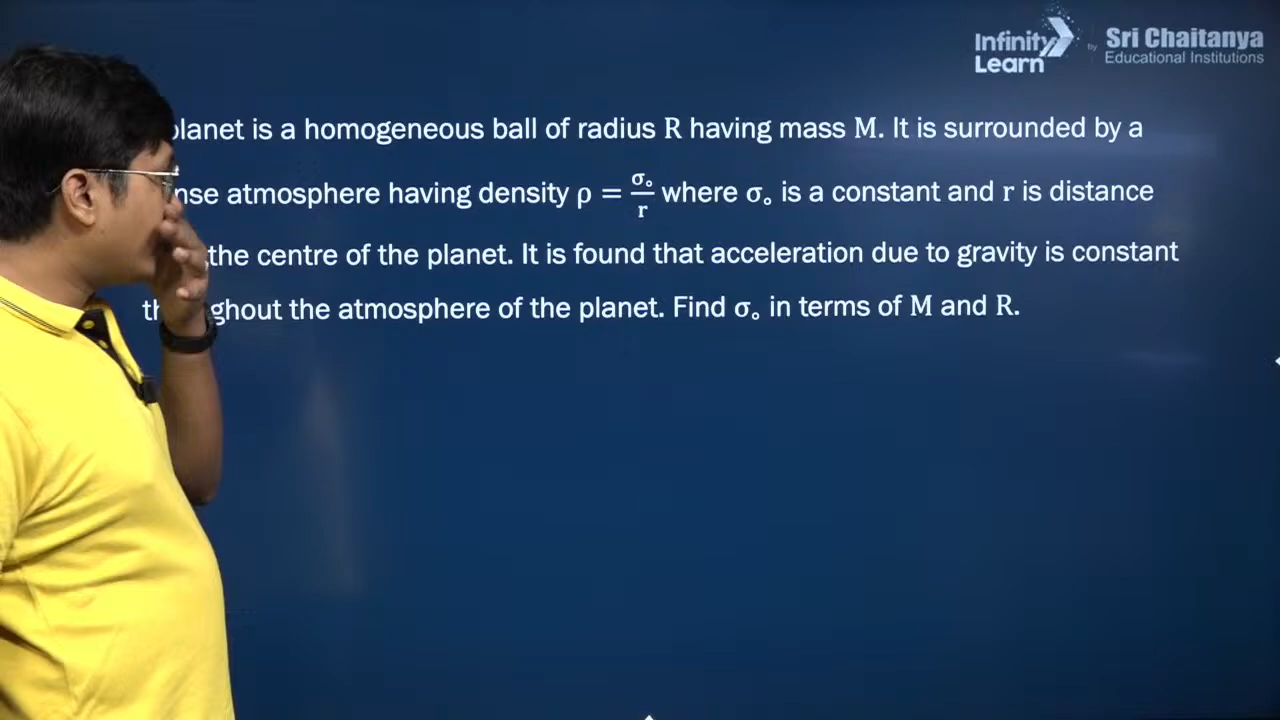 Infinity Learn
by
Sri Chaitanya
Educational Institutions
planet is a homogeneous ball of radius R having mass M. It is surrounded by a
atmosphere having density ρ = σ₀/r where σ₀ is a constant and r is distance
the centre of the planet. It is found that acceleration due to gravity is constant
the atmosphere of the planet. Find σ₀ in terms of M and R.